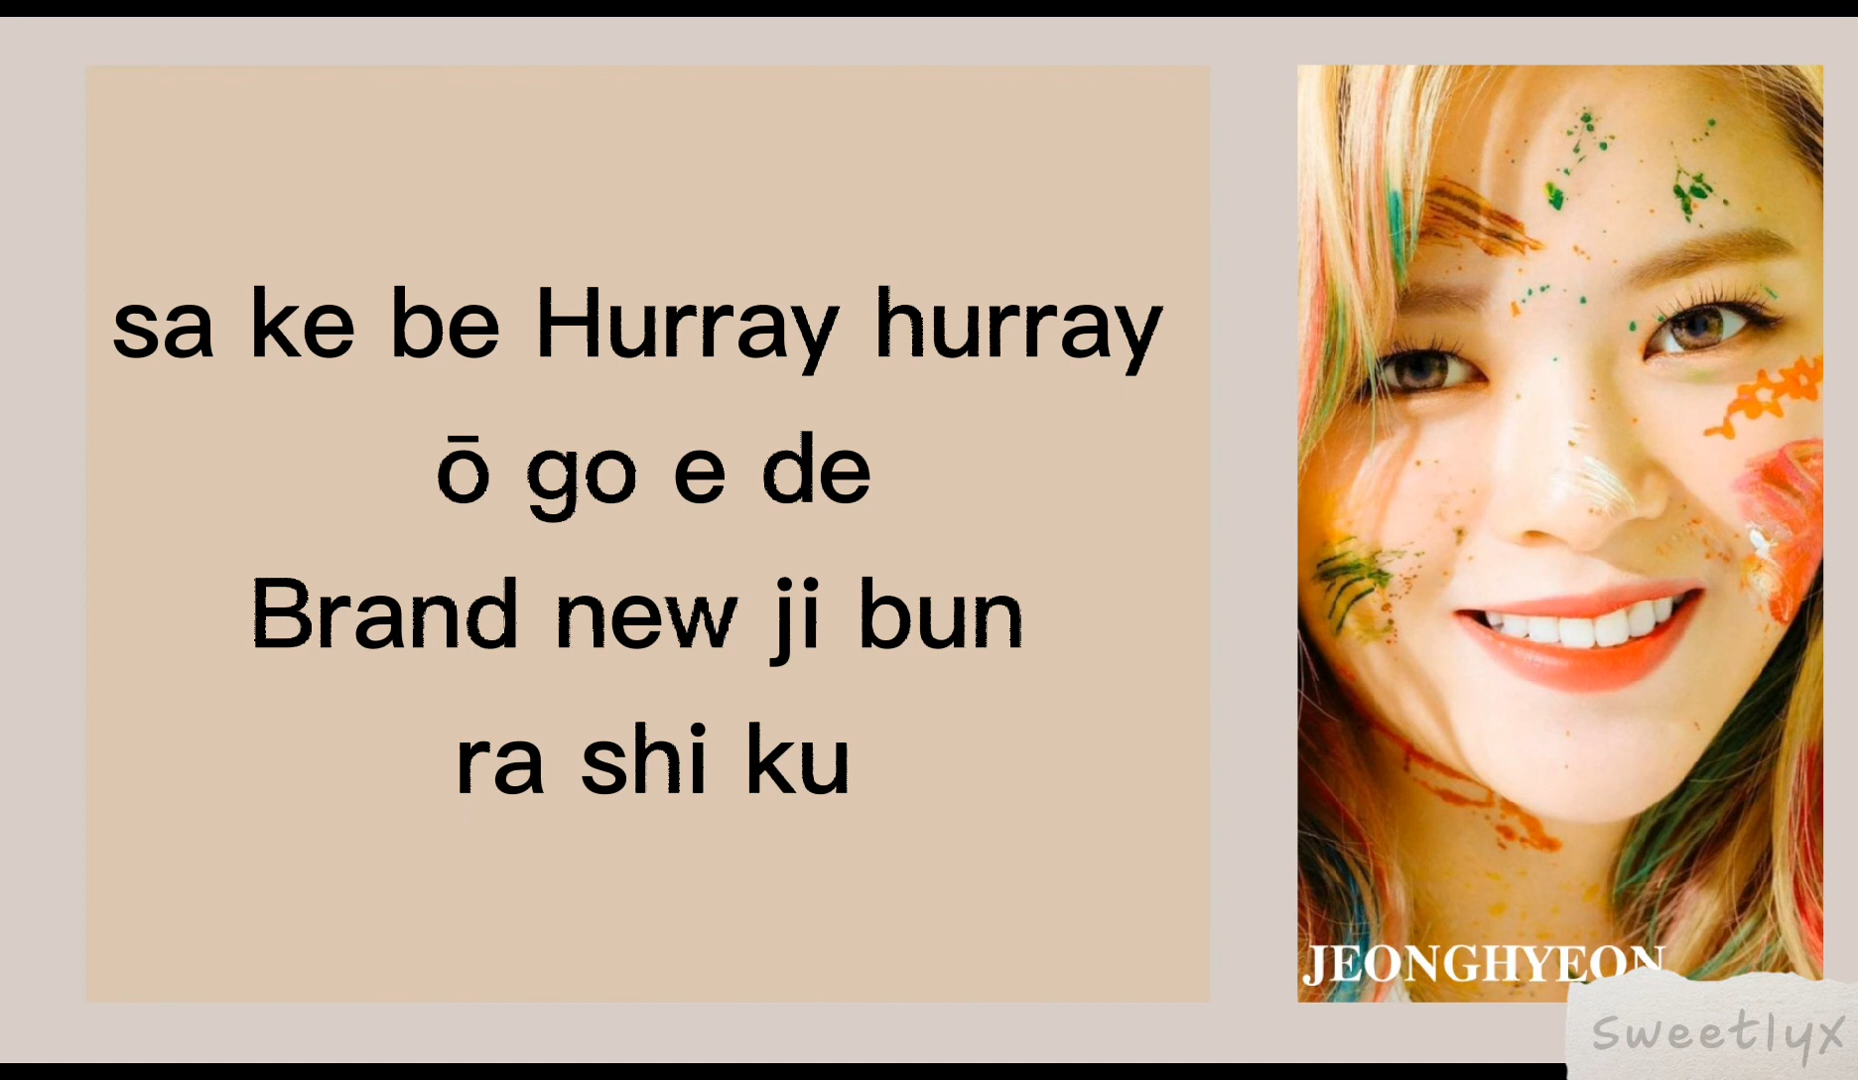 sa ke be Hurray hurray
ō go e de
Brand new ji bun
ra shi ku
JEONGHYEON
sweetlyx